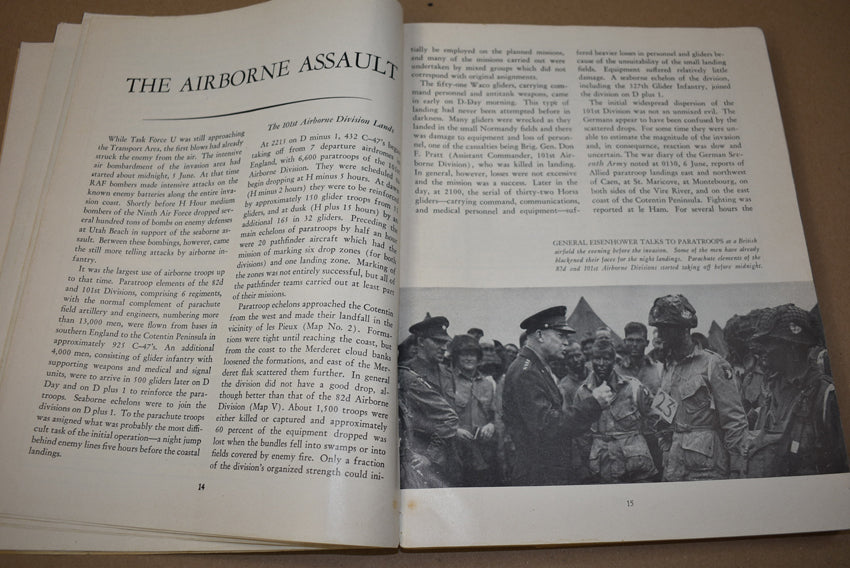 THE AIRBORNE ASSAULT
While Task Force U was still approaching
the Transport Area, the first blows had already
struck the enemy from the air. The intensive
air bombardment of the invasion area had
started about midnight, 5 June. At that time
RAF bombers made intensive attacks on the
known enemy batteries along the entire inva-
sion coast. Shortly before H Hour medium
bombers of the Ninth Air Force dropped sev-
eral hundred tons of bombs on enemy defenses
at Utah Beach in support of the seaborne as-
sault. Between these bombings, however, came
the still more telling attacks by airborne in-
fantry.
It was the largest use of airborne troops up
to that time. Paratroop elements of the 82d
and 101st Divisions, comprising 6 regiments,
with the normal complement of parachute
field artillery and engineers, numbering more
than 13,000 men, were flown from bases in
southern England to the Cotentin Peninsula in
approximately 925 C-47's. An additional
4,000 men, consisting of glider infantry with
supporting weapons and medical and signal
units, were to arrive in 500 gliders later on D
Day and on D plus 1 to reinforce the para-
troops. Seaborne echelons were to join the
divisions on D plus 1. To the parachute troops
was assigned what was probably the most diffi-
cult task of the initial operation—a night jump
behind enemy lines five hours before the coastal
landings.
The 101st Airborne Division Lands
At 2215 on D minus 1, 432 C-47's began
taking off from 7 departure airdromes in
England, with 6,600 paratroops of the 101st
Airborne Division. They were scheduled to
begin dropping at H minus 5 hours. At dawn
(H minus 2 hours) they were to be reinforced
by approximately 150 glider troops from 51
gliders, and at dusk (H plus 15 hours) by an
additional 165 in 32 gliders. Preceding the
main echelons of paratroops by half an hour
were 20 pathfinder aircraft which had the
mission of marking six drop zones (for both
divisions) and one landing zone. Marking of
the zones was not entirely successful, but all of
the pathfinder teams carried out at least part
of their missions.
Paratroop echelons approached the Cotentin
from the west and made their landfall in the
vicinity of les Pieux (Map No. 2). Forma-
tions were tight until reaching the coast, but
from the coast to the Merderet cloud banks
loosened the formations, and east of the Mer-
deret flak scattered them further. In general
the division did not have a good drop, al-
though better than that of the 82d Airborne
Division (Map V). About 1,500 troops were
either killed or captured and approximately
60 percent of the equipment dropped was
lost when the bundles fell into swamps or into
fields covered by enemy fire. Only a fraction
of the division's organized strength could ini-
14
tially be employed on the planned missions,
and many of the missions carried out were
undertaken by mixed groups which did not
correspond with original assignments.
The fifty-one Waco gliders, carrying com-
mand personnel and antitank weapons, came
in early on D-Day morning. This type of
landing had never been attempted before in
darkness. Many gliders were wrecked as they
landed in the small Normandy fields and there
was damage to equipment and loss of person-
nel, one of the casualties being Brig. Gen. Don
F. Pratt (Assistant Commander, 101st Air-
borne Division), who was killed in landing.
In general, however, losses were not excessive
and the mission was a success. Later in the
day, at 2100, the serial of thirty-two Horsa
gliders—carrying command, communications,
and medical personnel and equipment—suf-
fered heavier losses in personnel and gliders be-
cause of the unsuitability of the small landing
fields. Equipment suffered relatively little
damage. A seaborne echelon of the division,
including the 327th Glider Infantry, joined
the division on D plus 1.
The initial widespread dispersion of the
101st Division was not an unmixed evil. The
Germans appear to have been confused by the
scattered drops. For some time they were un-
able to estimate the magnitude of the invasion
and, in consequence, reaction was slow and
uncertain. The war diary of the German Sev-
enth Army noted at 0130, 6 June, reports of
Allied paratroop landings east and northwest
of Caen, at St. Maricove, at Montebourg, on
both sides of the Vire River, and on the east
coast of the Cotentin Peninsula. Fighting was
reported at le Ham. For several hours the
GENERAL EISENHOWER TALKS TO PARATROOPS at a British
airfield the evening before the invasion. Some of the men have already
blackened their faces for the night landings. Parachute elements of the
82d and 101st Airborne Divisions started taking off before midnight.
23
15